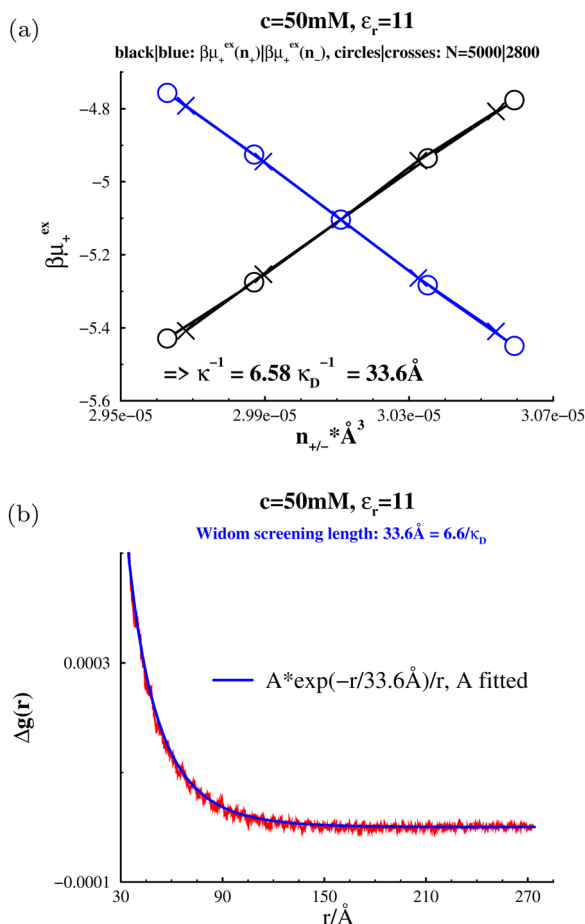 (a)
c=50mM, εr=11
black|blue: βμ+^ex(n+)|βμ+^ex(n-), circles|crosses: N=5000|2800
-4.8
-5
-5.2
-5.4
-5.6
βμ+^ex
=> κ^-1 = 6.58 κD^-1 = 33.6Å
2.95e-05
2.99e-05
3.03e-05
3.07e-05
n+/-*Å^3
(b)
c=50mM, εr=11
Widom screening length: 33.6Å = 6.6/κD
0.0003
-0.0001
Δg(r)
A*exp(-r/33.6Å)/r, A fitted
30
90
150
210
270
r/Å